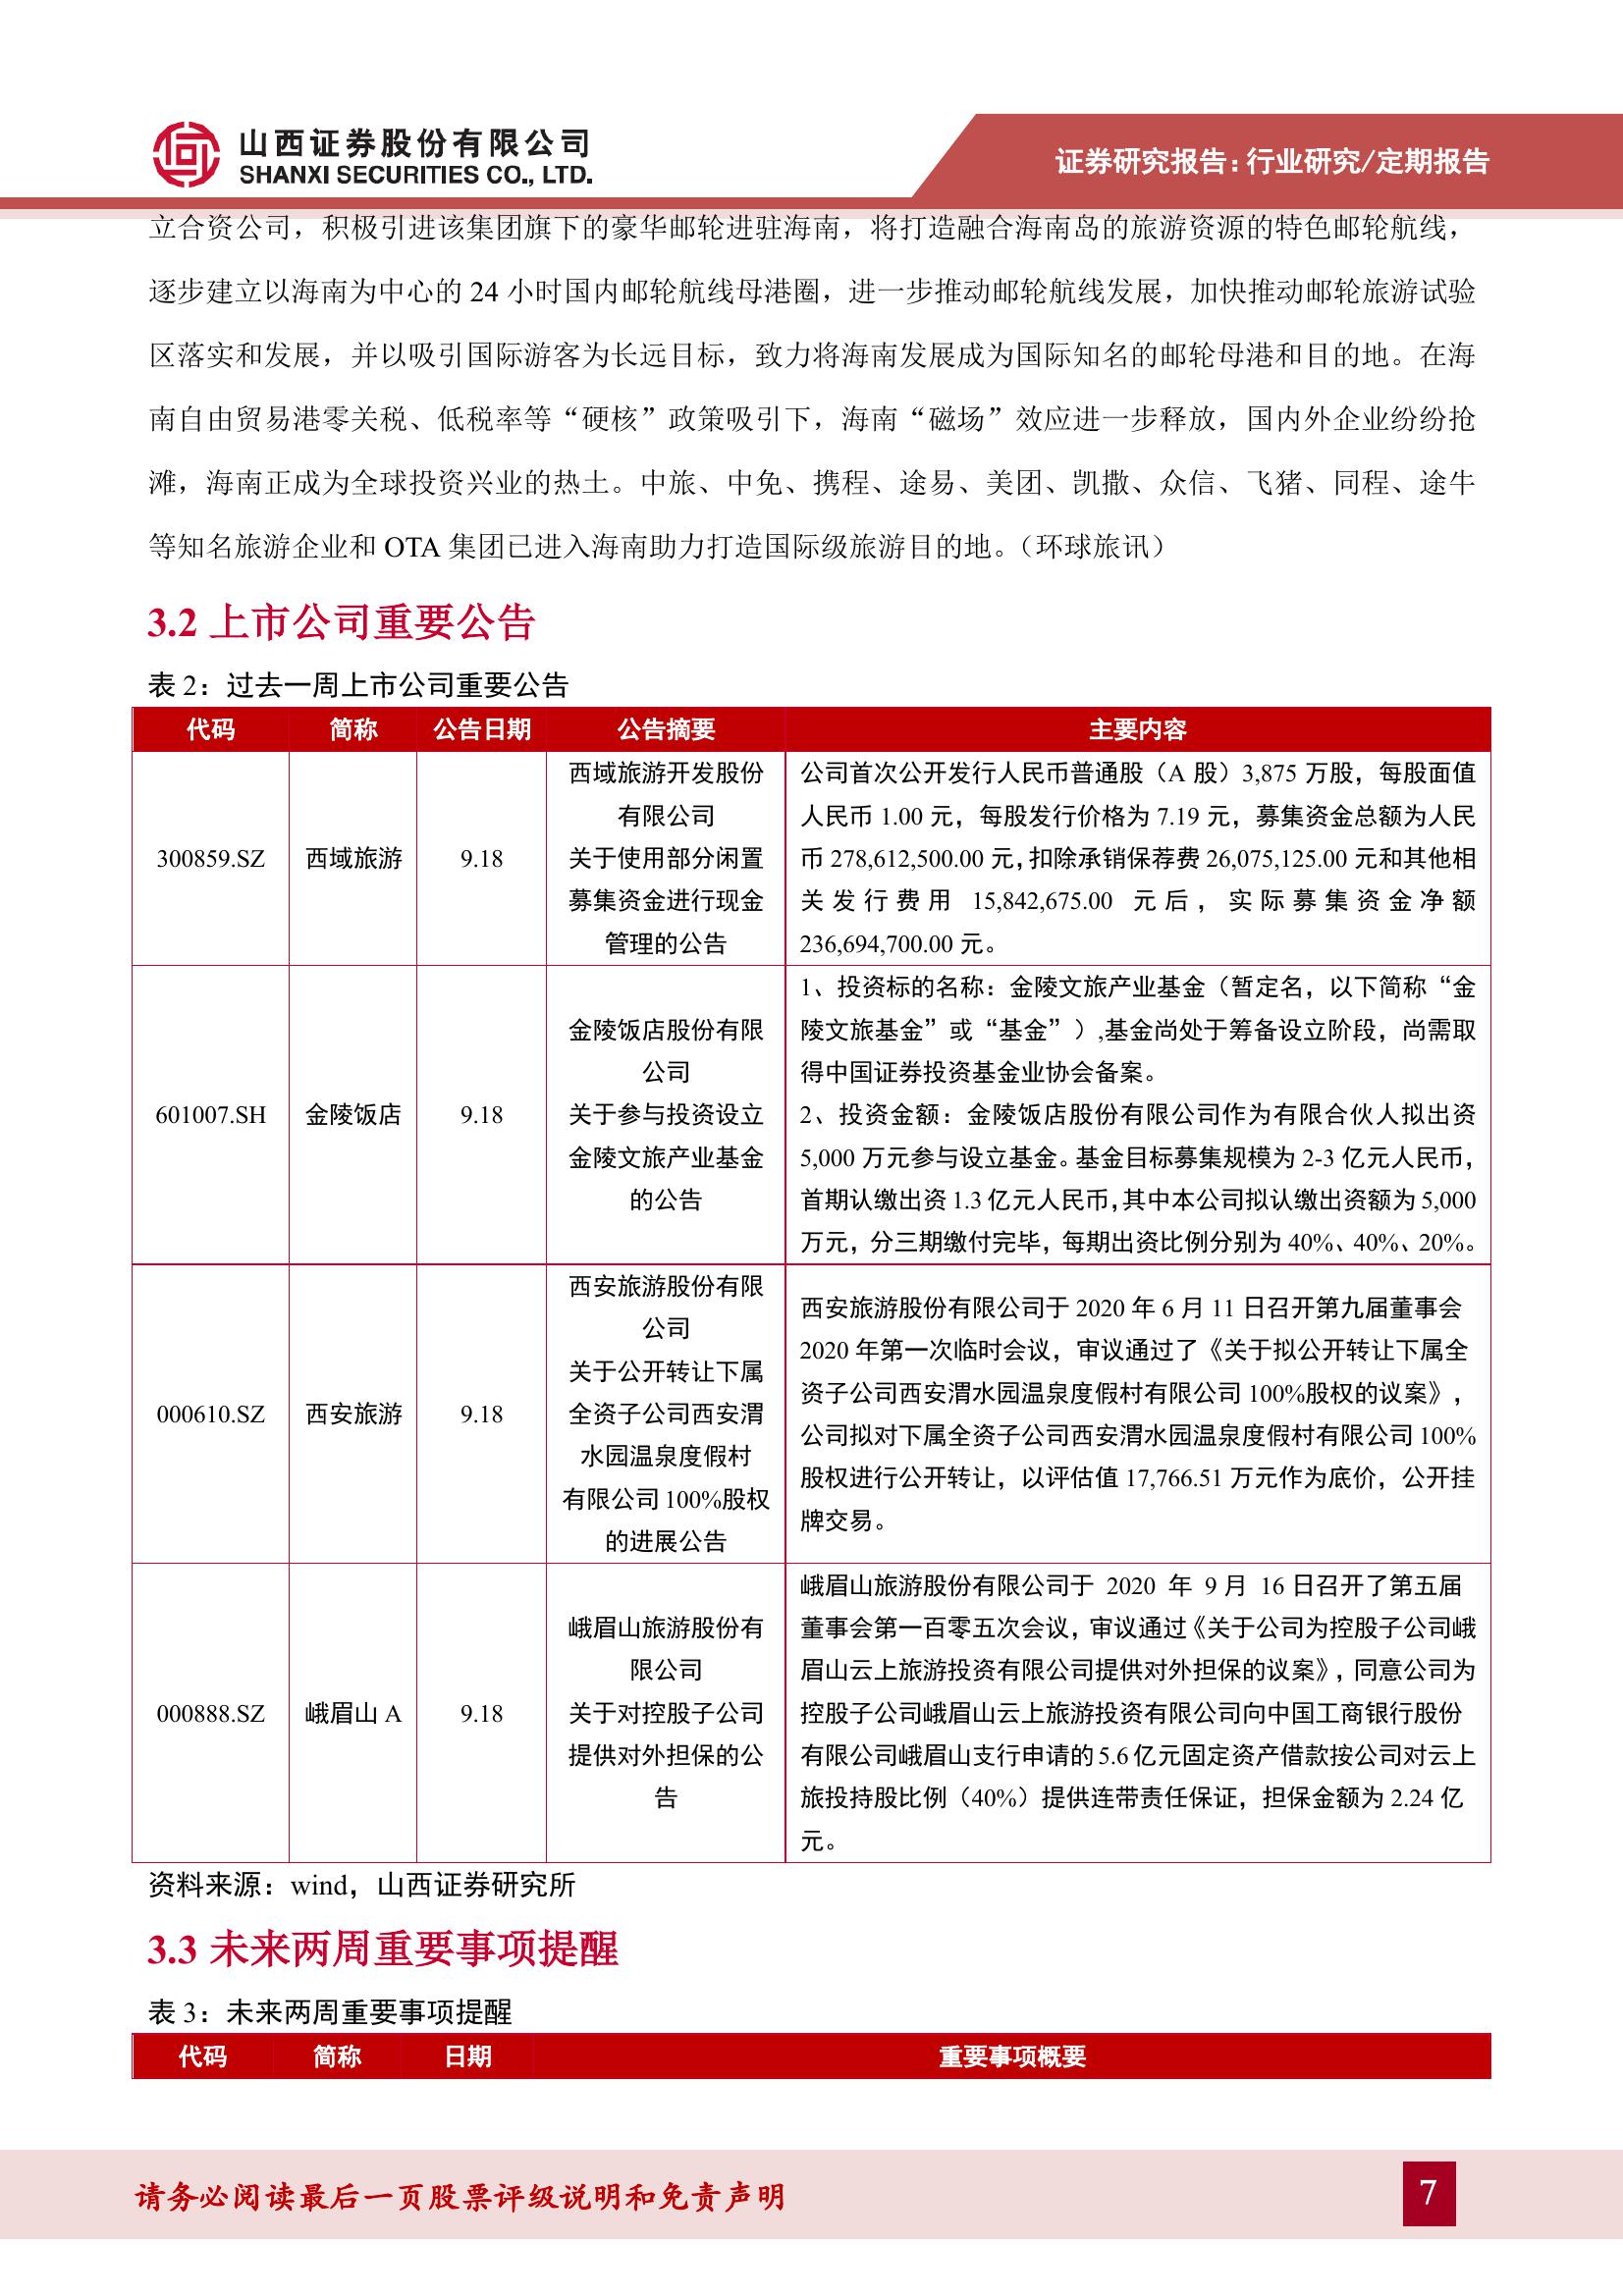 山西证券股份有限公司
SHANXI SECURITIES CO., LTD.
证券研究报告：行业研究/定期报告
立合资公司，积极引进该集团旗下的豪华邮轮进驻海南，将打造融合海南岛的旅游资源的特色邮轮航线，
逐步建立以海南为中心的 24 小时国内邮轮航线母港圈，进一步推动邮轮航线发展，加快推动邮轮旅游试验
区落实和发展，并以吸引国际游客为长远目标，致力将海南发展成为国际知名的邮轮母港和目的地。在海
南自由贸易港零关税、低税率等“硬核”政策吸引下，海南“磁场”效应进一步释放，国内外企业纷纷抢
滩，海南正成为全球投资兴业的热土。中旅、中免、携程、途易、美团、凯撒、众信、飞猪、同程、途牛
等知名旅游企业和 OTA 集团已进入海南助力打造国际级旅游目的地。（环球旅讯）
3.2 上市公司重要公告
表 2：过去一周上市公司重要公告
代码 简称 公告日期 公告摘要 主要内容
300859.SZ 西域旅游 9.18
西域旅游开发股份
有限公司
关于使用部分闲置
募集资金进行现金
管理的公告
公司首次公开发行人民币普通股（A 股）3,875 万股，每股面值
人民币 1.00 元，每股发行价格为 7.19 元，募集资金总额为人民
币 278,612,500.00 元，扣除承销保荐费 26,075,125.00 元和其他相
关发行费用 15,842,675.00 元后，实际募集资金净额
236,694,700.00 元。
601007.SH 金陵饭店 9.18
金陵饭店股份有限
公司
关于参与投资设立
金陵文旅产业基金
的公告
1、投资标的名称：金陵文旅产业基金（暂定名，以下简称“金
陵文旅基金”或“基金”）,基金尚处于筹备设立阶段，尚需取
得中国证券投资基金业协会备案。
2、投资金额：金陵饭店股份有限公司作为有限合伙人拟出资
5,000 万元参与设立基金。基金目标募集规模为 2-3 亿元人民币，
首期认缴出资 1.3 亿元人民币，其中本公司拟认缴出资额为 5,000
万元，分三期缴付完毕，每期出资比例分别为 40%、40%、20%。
000610.SZ 西安旅游 9.18
西安旅游股份有限
公司
关于公开转让下属
全资子公司西安渭
水园温泉度假村
有限公司 100%股权
的进展公告
西安旅游股份有限公司于 2020 年 6 月 11 日召开第九届董事会
2020 年第一次临时会议，审议通过了《关于拟公开转让下属全
资子公司西安渭水园温泉度假村有限公司 100%股权的议案》，
公司拟对下属全资子公司西安渭水园温泉度假村有限公司 100%
股权进行公开转让，以评估值 17,766.51 万元作为底价，公开挂
牌交易。
000888.SZ 峨眉山 A 9.18
峨眉山旅游股份有
限公司
关于对控股子公司
提供对外担保的公
告
峨眉山旅游股份有限公司于 2020 年 9 月 16 日召开了第五届
董事会第一百零五次会议，审议通过《关于公司为控股子公司峨
眉山云上旅游投资有限公司提供对外担保的议案》，同意公司为
控股子公司峨眉山云上旅游投资有限公司向中国工商银行股份
有限公司峨眉山支行申请的 5.6 亿元固定资产借款按公司对云上
旅投持股比例（40%）提供连带责任保证，担保金额为 2.24 亿
元。
资料来源：wind，山西证券研究所
3.3 未来两周重要事项提醒
表 3：未来两周重要事项提醒
代码 简称 日期 重要事项概要
请务必阅读最后一页股票评级说明和免责声明
7